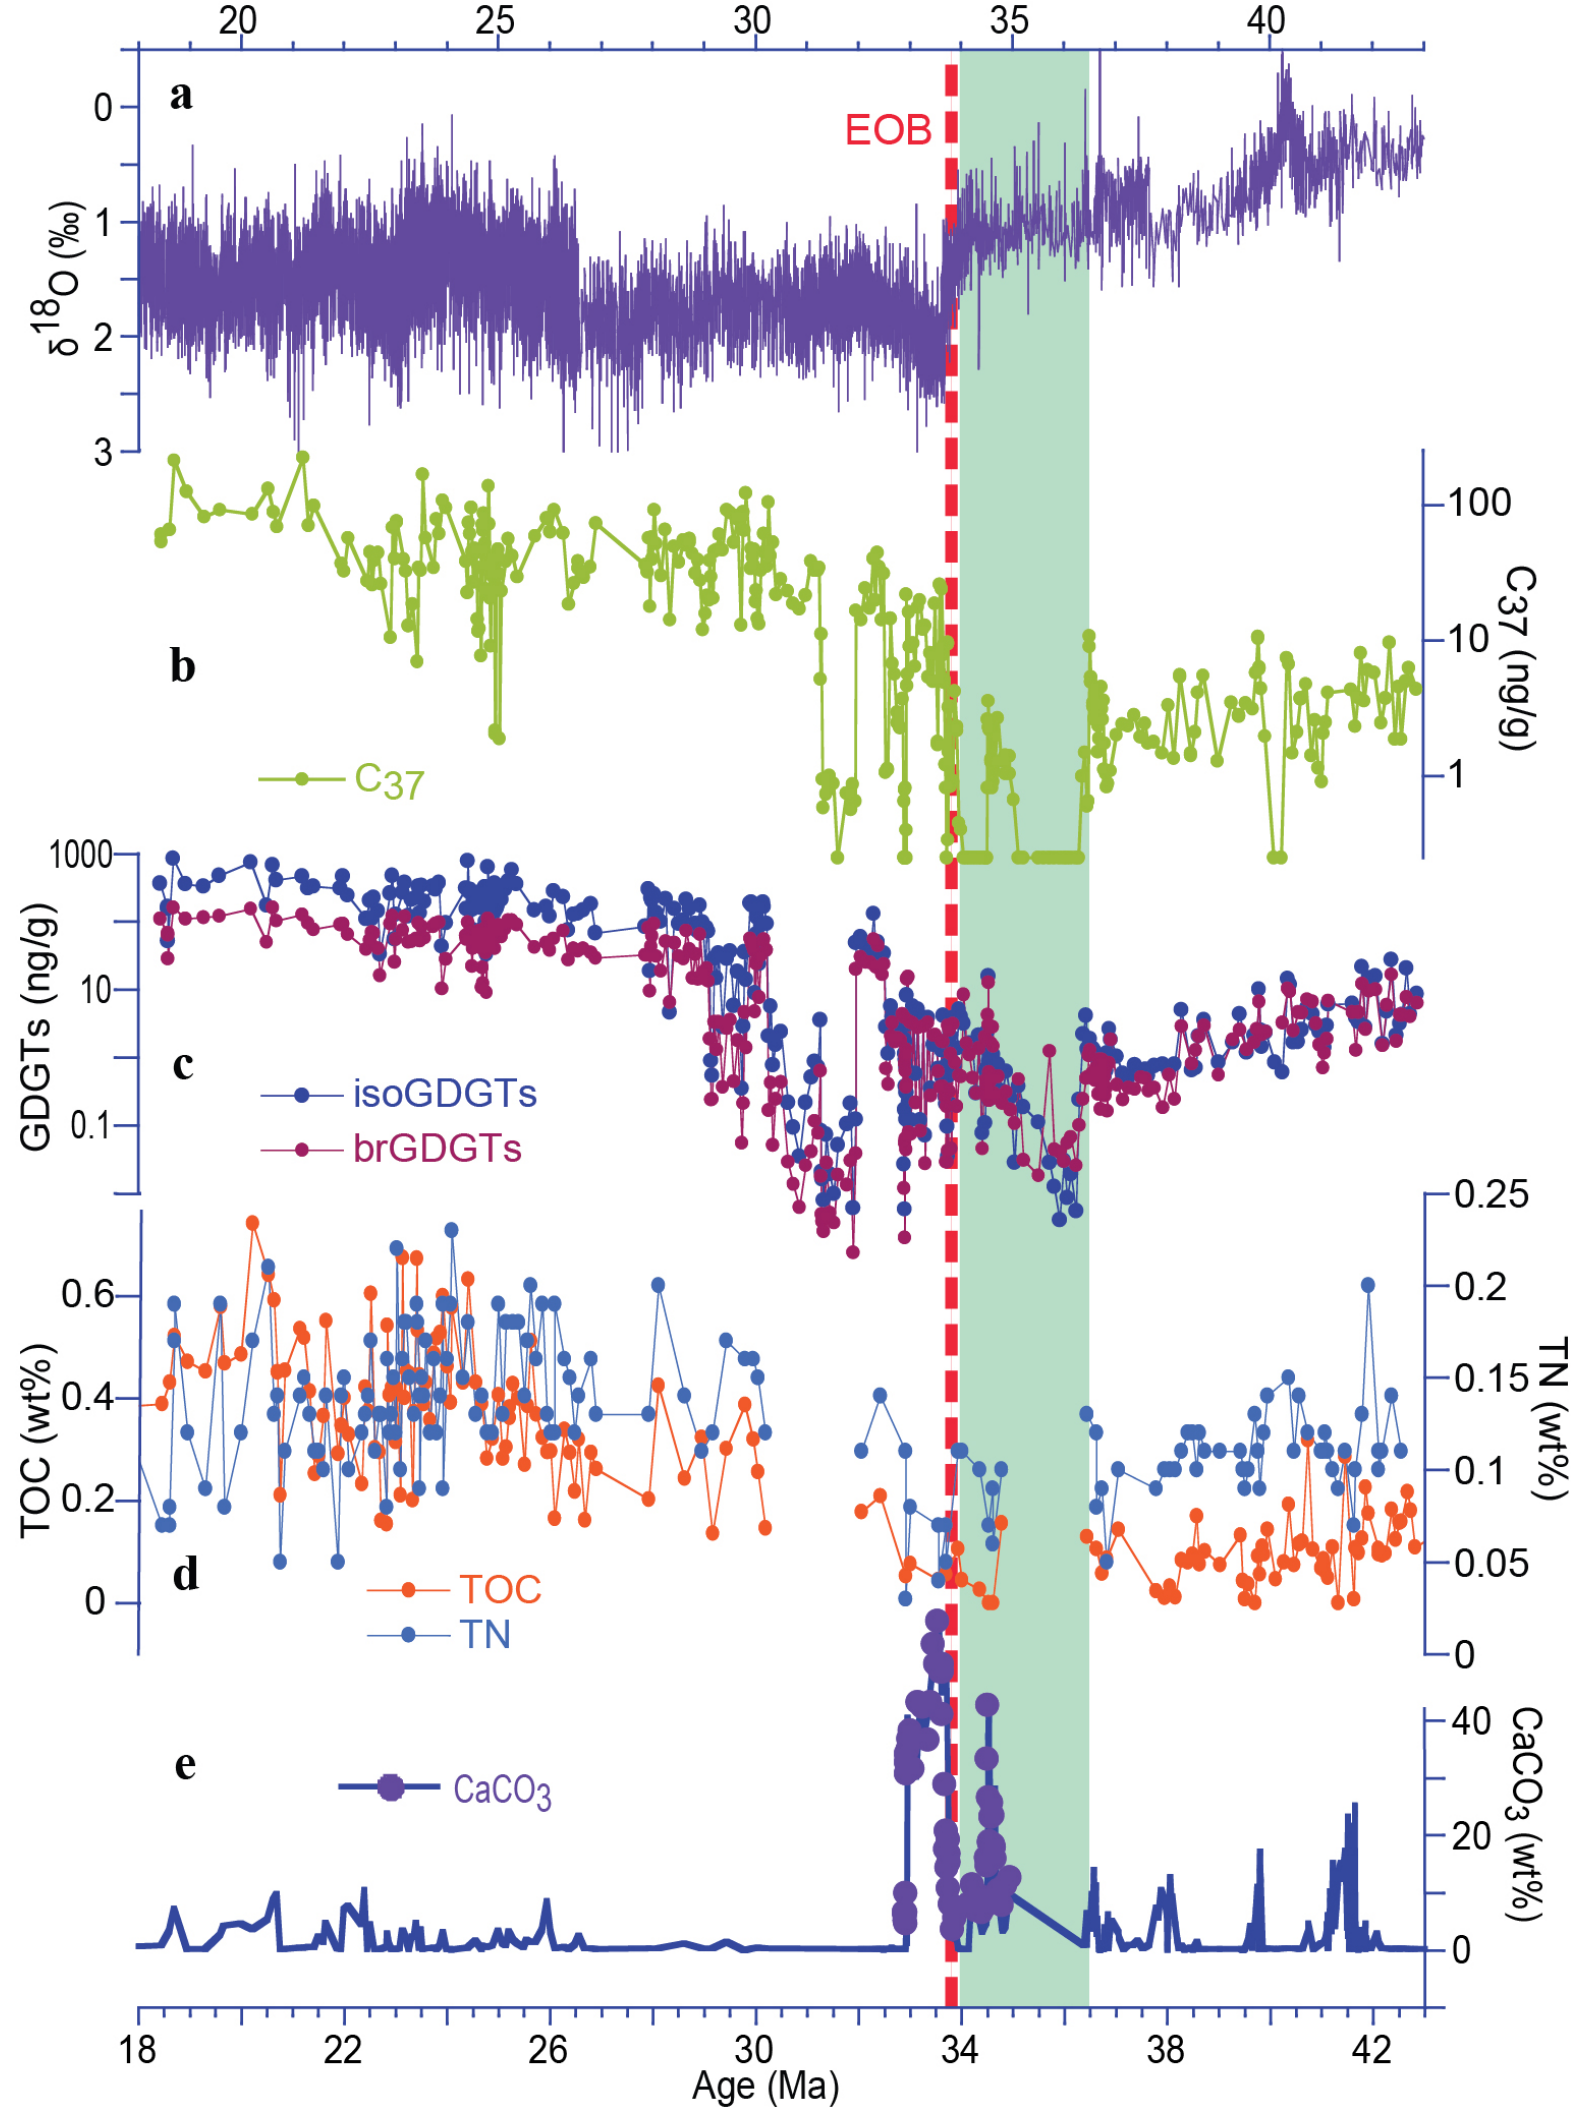 20 25 30 35 40
a
EOB
0
1
2
3
δ18O (‰)
100
10
1
C37 (ng/g)
b
C37
1000
10
0.1
GDGTs (ng/g)
c
isoGDGTs
brGDGTs
0.25
0.2
0.15
0.1
0.05
0
TN (wt%)
0.6
0.4
0.2
0
TOC (wt%)
d
TOC
TN
e
CaCO3
40
20
0
CaCO3 (wt%)
18 22 26 30 34 38 42
Age (Ma)